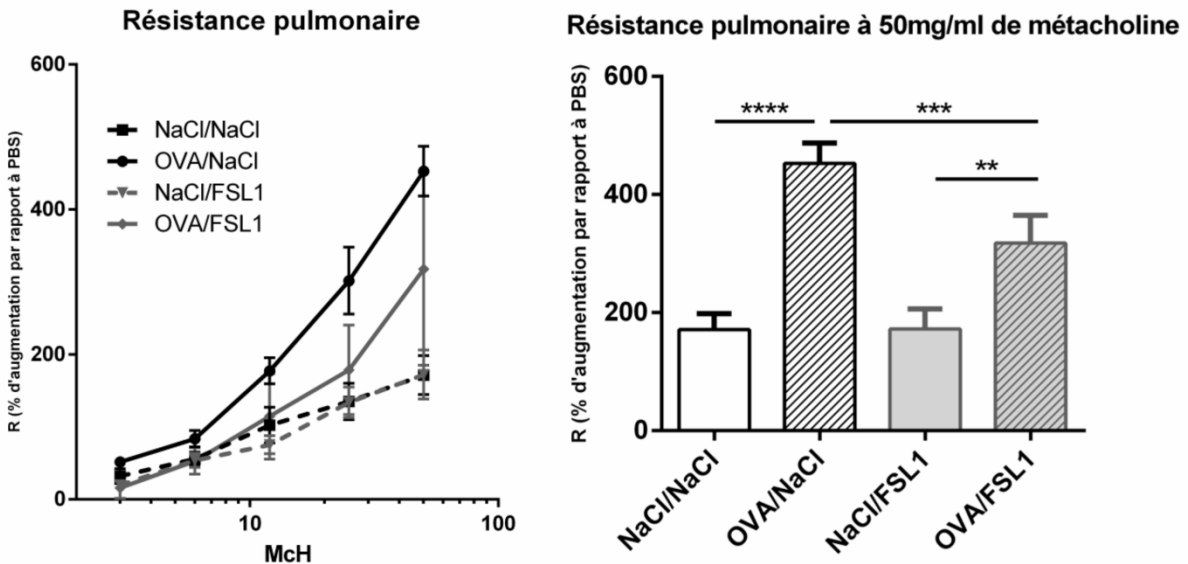 Résistance pulmonaire
R (% d'augmentation par rapport à PBS)
600
400
200
0
NaCl/NaCl
OVA/NaCl
NaCl/FSL1
OVA/FSL1
10
100
McH
Résistance pulmonaire à 50mg/ml de métacholine
R (% d'augmentation par rapport à PBS)
600
400
200
0
****
***
**
NaCl/NaCl
OVA/NaCl
NaCl/FSL1
OVA/FSL1